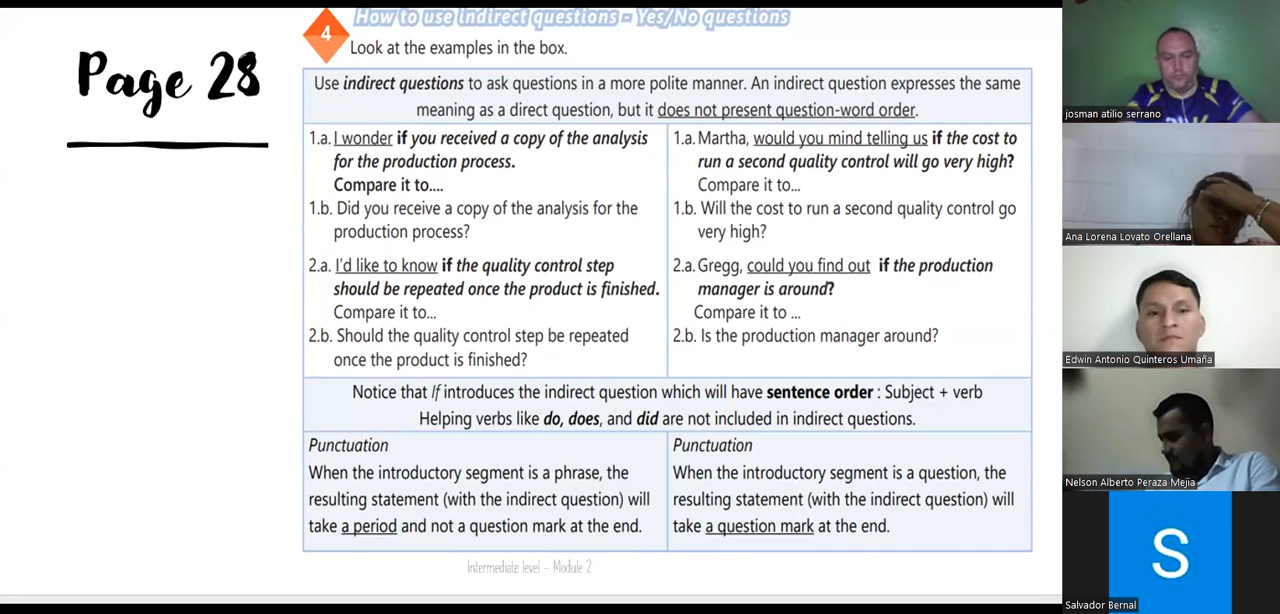 Page 28
4
How to use indirect questions - Yes/No questions
Look at the examples in the box.
Use indirect questions to ask questions in a more polite manner. An indirect question expresses the same
meaning as a direct question, but it does not present question-word order.
1.a. I wonder if you received a copy of the analysis
for the production process.
Compare it to....
1.b. Did you receive a copy of the analysis for the
production process?
2.a. I'd like to know if the quality control step
should be repeated once the product is finished.
Compare it to...
2.b. Should the quality control step be repeated
once the product is finished?
1.a. Martha, would you mind telling us if the cost to
run a second quality control will go very high?
Compare it to...
1.b. Will the cost to run a second quality control go
very high?
2.a. Gregg, could you find out if the production
manager is around?
Compare it to ...
2.b. Is the production manager around?
Notice that If introduces the indirect question which will have sentence order : Subject + verb
Helping verbs like do, does, and did are not included in indirect questions.
Punctuation
When the introductory segment is a phrase, the
resulting statement (with the indirect question) will
take a period and not a question mark at the end.
Punctuation
When the introductory segment is a question, the
resulting statement (with the indirect question) will
take a question mark at the end.
Intermediate level - Module 2
josman atilio serrano
Ana Lorena Lovato Orellana
Edwin Antonio Quinteros Umaña
Nelson Alberto Peraza Mejia
S
Salvador Bernal